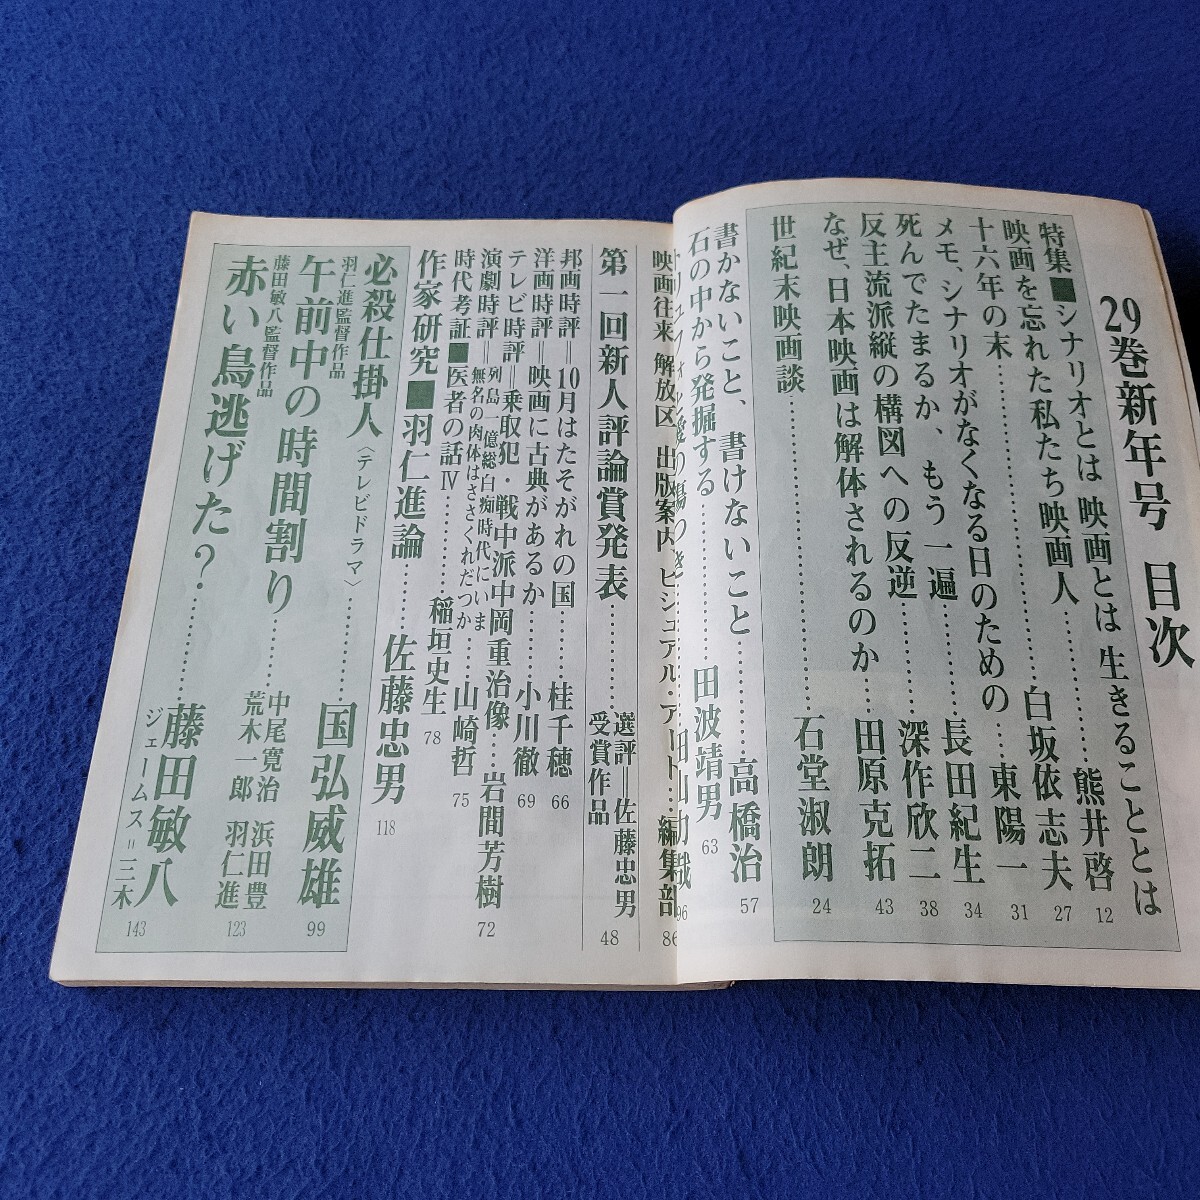 29巻新年号 目次
特集■シナリオとは 映画とは 生きることとは
映画を忘れた私たち映画人……熊井啓 12
十六年の末……白坂依志夫 27
メモ、シナリオがなくなる日のための…東陽一 31
死んでたまるか、もう一遍……長田紀生 34
反主流派縦の構図への反逆……深作欣二 38
なぜ、日本映画は解体されるのか…田原克拓 43
世紀末映画談……石堂淑朗 24
書かないこと、書けないこと……高橋治 57
石の中から発掘する……田波靖男 63
96
映画往来 解放区 出版案内 ビジュアル・アート…編集部 86
第一回新人評論賞発表……選評＝佐藤忠男
受賞作品 48
邦画時評＝10月はたそがれの国……桂千穂 66
洋画時評＝映画に古典があるか……小川徹 69
テレビ時評＝乗取犯・戦中派中岡重治像…岩間芳樹 72
演劇時評＝列島一億総白痴時代にいま
無名の肉体はささくれだつか……山崎哲 75
時代考証■医者の話Ⅳ……稲垣史生 78
作家研究■羽仁進論……佐藤忠男 118
必殺仕掛人〈テレビドラマ〉……国弘威雄 99
羽仁進監督作品
午前中の時間割り……中尾寛治 浜田豊
荒木一郎 羽仁進 123
藤田敏八監督作品
赤い鳥逃げた？……藤田敏八
ジェームス＝三木 143